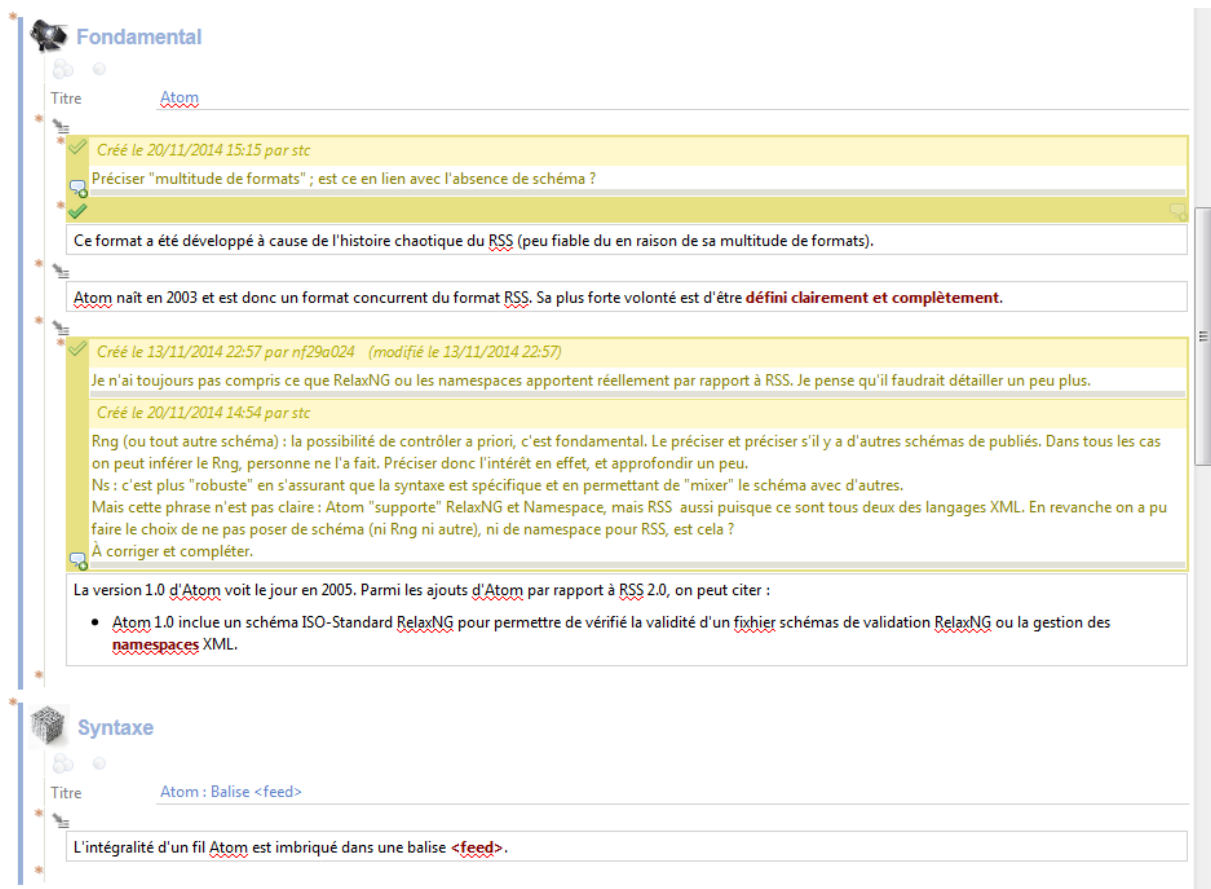 Fondamental
Titre Atom
Créé le 20/11/2014 15:15 par stc
Préciser "multitude de formats" ; est ce en lien avec l'absence de schéma ?
Ce format a été développé à cause de l'histoire chaotique du RSS (peu fiable du en raison de sa multitude de formats).
Atom naît en 2003 et est donc un format concurrent du format RSS. Sa plus forte volonté est d'être défini clairement et complètement.
Créé le 13/11/2014 22:57 par nf29a024 (modifié le 13/11/2014 22:57)
Je n'ai toujours pas compris ce que RelaxNG ou les namespaces apportent réellement par rapport à RSS. Je pense qu'il faudrait détailler un peu plus.
Créé le 20/11/2014 14:54 par stc
Rng (ou tout autre schéma) : la possibilité de contrôler a priori, c'est fondamental. Le préciser et préciser s'il y a d'autres schémas de publiés. Dans tous les cas
on peut inférer le Rng, personne ne l'a fait. Préciser donc l'intérêt en effet, et approfondir un peu.
Ns : c'est plus "robuste" en s'assurant que la syntaxe est spécifique et en permettant de "mixer" le schéma avec d'autres.
Mais cette phrase n'est pas claire : Atom "supporte" RelaxNG et Namespace, mais RSS aussi puisque ce sont tous deux des langages XML. En revanche on a pu
faire le choix de ne pas poser de schéma (ni Rng ni autre), ni de namespace pour RSS, est cela ?
À corriger et compléter.
La version 1.0 d'Atom voit le jour en 2005. Parmi les ajouts d'Atom par rapport à RSS 2.0, on peut citer :
• Atom 1.0 inclue un schéma ISO-Standard RelaxNG pour permettre de vérifié la validité d'un fixhier schémas de validation RelaxNG ou la gestion des
namespaces XML.
Syntaxe
Titre Atom : Balise <feed>
L'intégralité d'un fil Atom est imbriqué dans une balise <feed>.